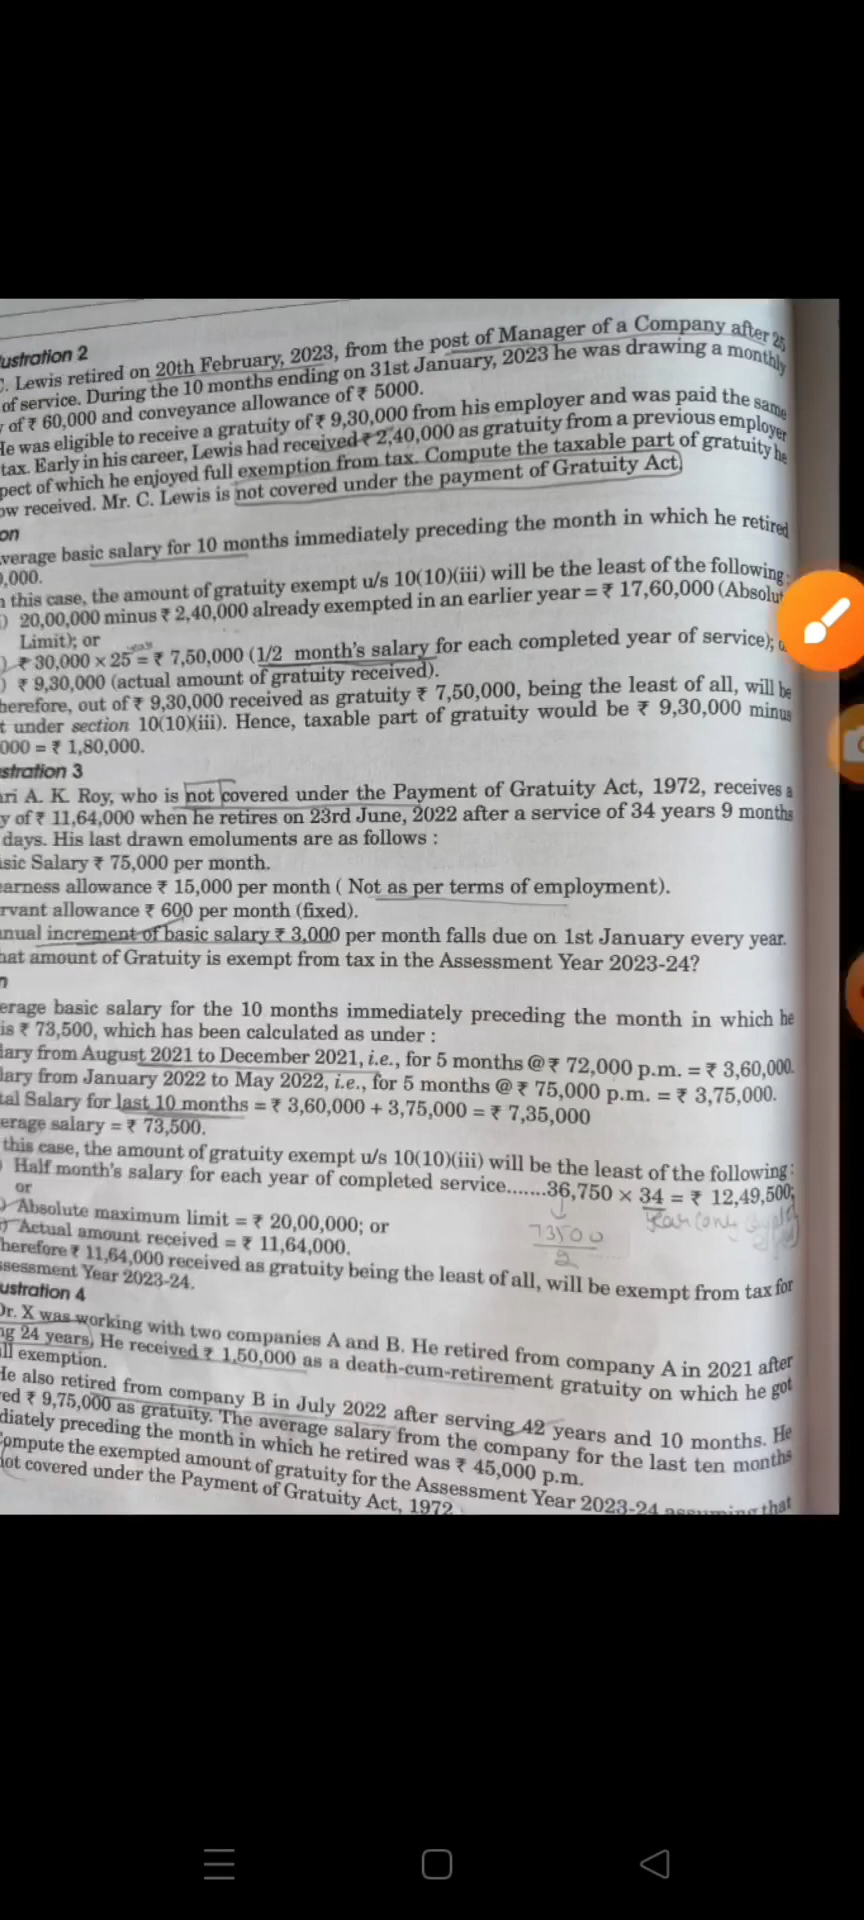 ustration 2
C. Lewis retired on 20th February, 2023, from the post of Manager of a Company after 25
of service. During the 10 months ending on 31st January, 2023 he was drawing a monthly
of ₹ 60,000 and conveyance allowance of ₹ 5000.
He was eligible to receive a gratuity of ₹ 9,30,000 from his employer and was paid the same
tax. Early in his career, Lewis had received ₹ 2,40,000 as gratuity from a previous employer
pect of which he enjoyed full exemption from tax. Compute the taxable part of gratuity he
ow received. Mr. C. Lewis is not covered under the payment of Gratuity Act.
on
verage basic salary for 10 months immediately preceding the month in which he retired
0,000.
n this case, the amount of gratuity exempt u/s 10(10)(iii) will be the least of the following:
) 20,00,000 minus ₹ 2,40,000 already exempted in an earlier year = ₹ 17,60,000 (Absolut
Limit); or
) ₹ 30,000 × 25 = ₹ 7,50,000 (1/2 month's salary for each completed year of service); o
) ₹ 9,30,000 (actual amount of gratuity received).
herefore, out of ₹ 9,30,000 received as gratuity ₹ 7,50,000, being the least of all, will be
t under section 10(10)(iii). Hence, taxable part of gratuity would be ₹ 9,30,000 minus
000 = ₹ 1,80,000.
stration 3
ari A. K. Roy, who is not covered under the Payment of Gratuity Act, 1972, receives a
y of ₹ 11,64,000 when he retires on 23rd June, 2022 after a service of 34 years 9 months
days. His last drawn emoluments are as follows :
asic Salary ₹ 75,000 per month.
earness allowance ₹ 15,000 per month ( Not as per terms of employment).
rvant allowance ₹ 600 per month (fixed).
nnual increment of basic salary ₹ 3,000 per month falls due on 1st January every year.
hat amount of Gratuity is exempt from tax in the Assessment Year 2023-24?
n
erage basic salary for the 10 months immediately preceding the month in which he
is ₹ 73,500, which has been calculated as under :
lary from August 2021 to December 2021, i.e., for 5 months @ ₹ 72,000 p.m. = ₹ 3,60,000.
lary from January 2022 to May 2022, i.e., for 5 months @ ₹ 75,000 p.m. = ₹ 3,75,000.
tal Salary for last 10 months = ₹ 3,60,000 + 3,75,000 = ₹ 7,35,000
erage salary = ₹ 73,500.
this case, the amount of gratuity exempt u/s 10(10)(iii) will be the least of the following:
Half month's salary for each year of completed service.......36,750 × 34 = ₹ 12,49,500;
or
Absolute maximum limit = ₹ 20,00,000; or
Actual amount received = ₹ 11,64,000.
73500
2
herefore ₹ 11,64,000 received as gratuity being the least of all, will be exempt from tax for
ssessment Year 2023-24.
ustration 4
Dr. X was working with two companies A and B. He retired from company A in 2021 after
ng 24 years. He received ₹ 1,50,000 as a death-cum-retirement gratuity on which he got
ll exemption.
He also retired from company B in July 2022 after serving 42 years and 10 months. He
ed ₹ 9,75,000 as gratuity. The average salary from the company for the last ten months
diately preceding the month in which he retired was ₹ 45,000 p.m.
ompute the exempted amount of gratuity for the Assessment Year 2023-24 assuming that
not covered under the Payment of Gratuity Act, 1972